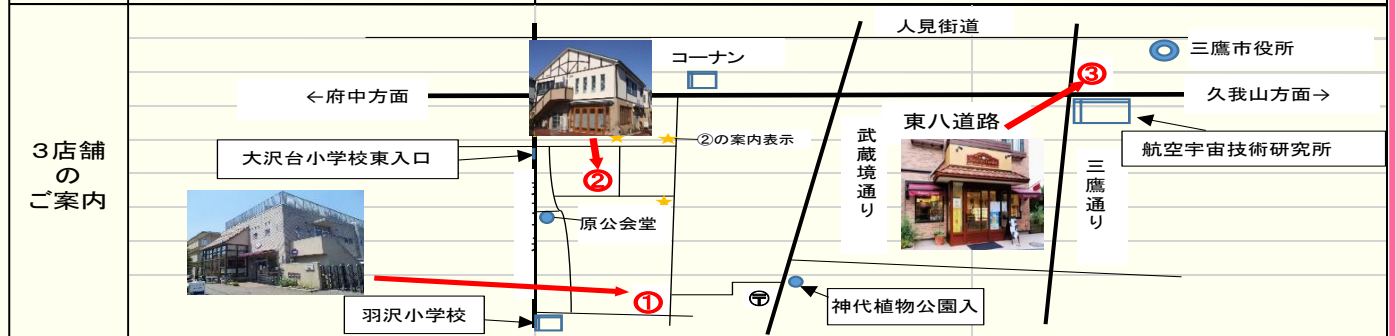 3店舗
の
ご案内
人見街道
コーナン
三鷹市役所
③
←府中方面
久我山方面→
東八道路
②の案内表示
武蔵境通り
三鷹通り
航空宇宙技術研究所
大沢台小学校東入口
②
原公会堂
①
〒
神代植物公園入
羽沢小学校